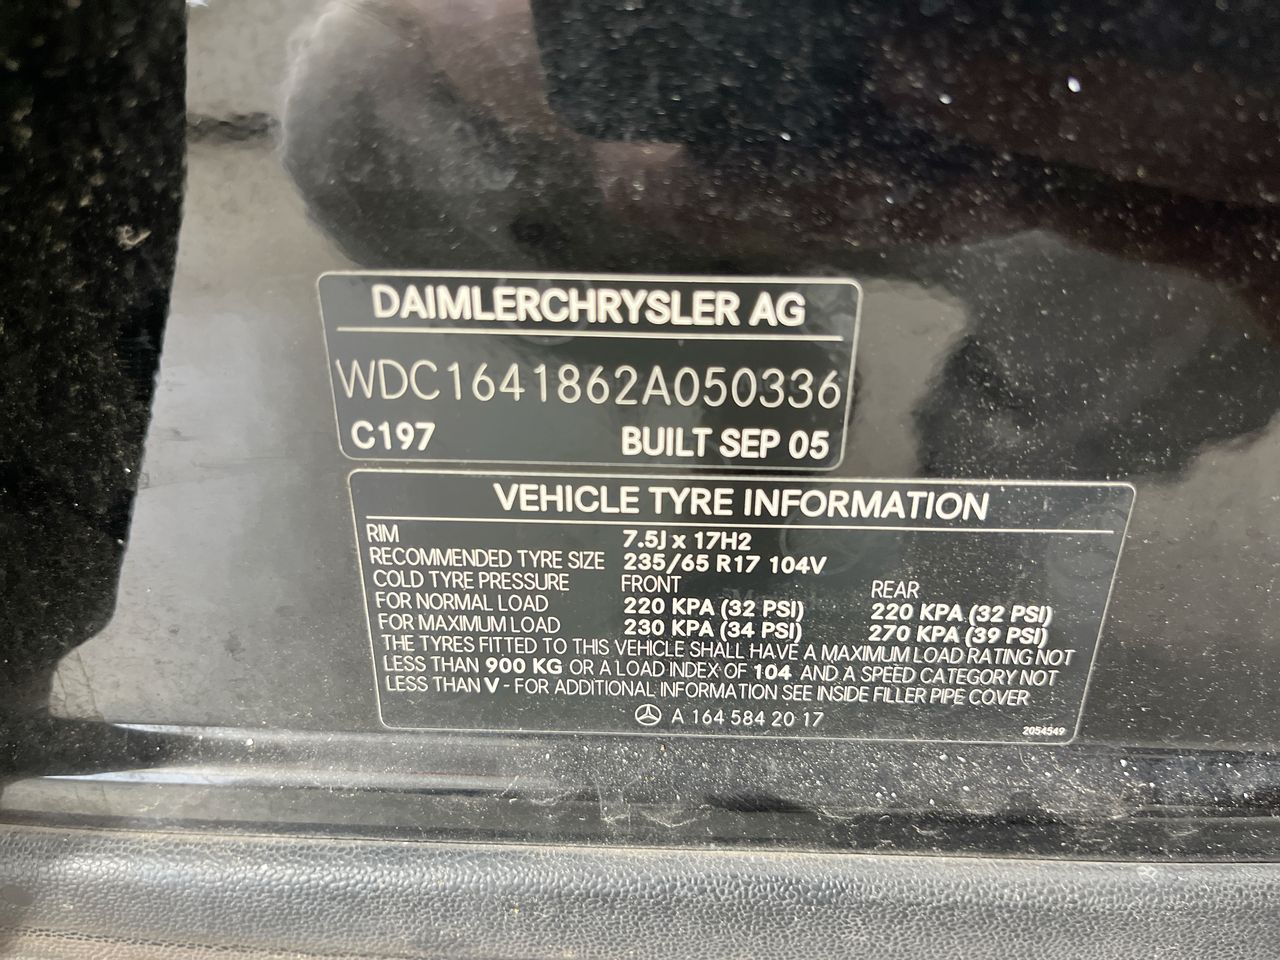 DAIMLERCHRYSLER AG
WDC1641862A050336
C197 BUILT SEP 05
VEHICLE TYRE INFORMATION
RIM 7.5J x 17H2
RECOMMENDED TYRE SIZE 235/65 R17 104V
COLD TYRE PRESSURE FRONT REAR
FOR NORMAL LOAD 220 KPA (32 PSI) 220 KPA (32 PSI)
FOR MAXIMUM LOAD 230 KPA (34 PSI) 270 KPA (39 PSI)
THE TYRES FITTED TO THIS VEHICLE SHALL HAVE A MAXIMUM LOAD RATING NOT
LESS THAN 900 KG OR A LOAD INDEX OF 104 AND A SPEED CATEGORY NOT
LESS THAN V - FOR ADDITIONAL INFORMATION SEE INSIDE FILLER PIPE COVER
A 164 584 20 17
2054549